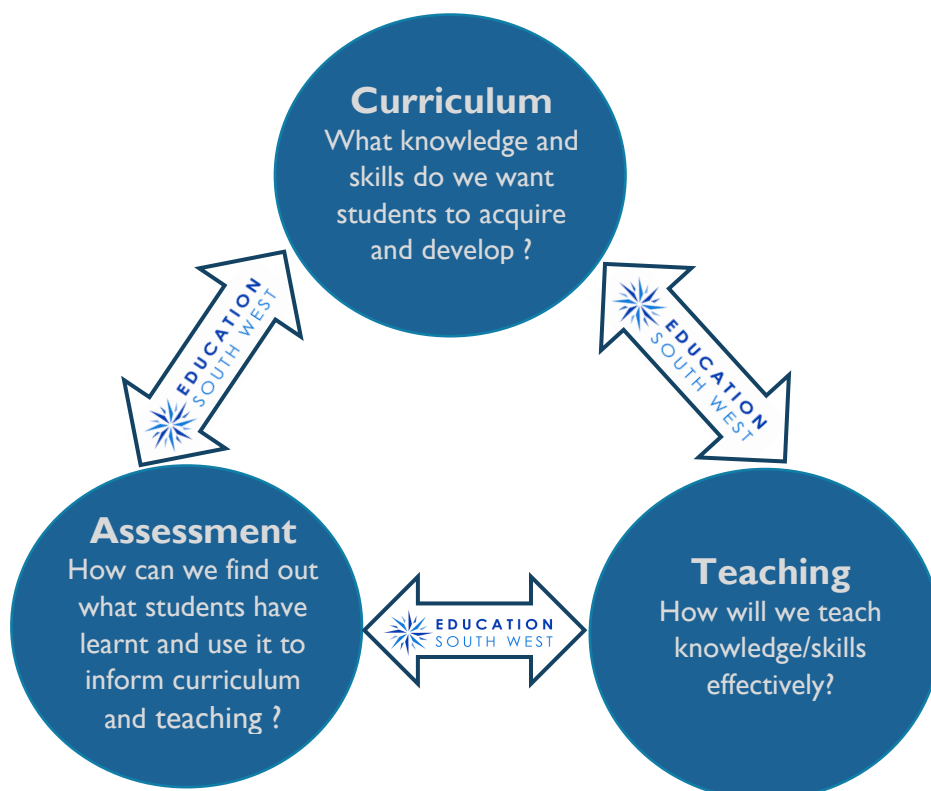 Curriculum
What knowledge and
skills do we want
students to acquire
and develop ?
EDUCATION
SOUTH WEST
EDUCATION
SOUTH WEST
Assessment
How can we find out
what students have
learnt and use it to
inform curriculum
and teaching ?
EDUCATION
SOUTH WEST
Teaching
How will we teach
knowledge/skills
effectively?